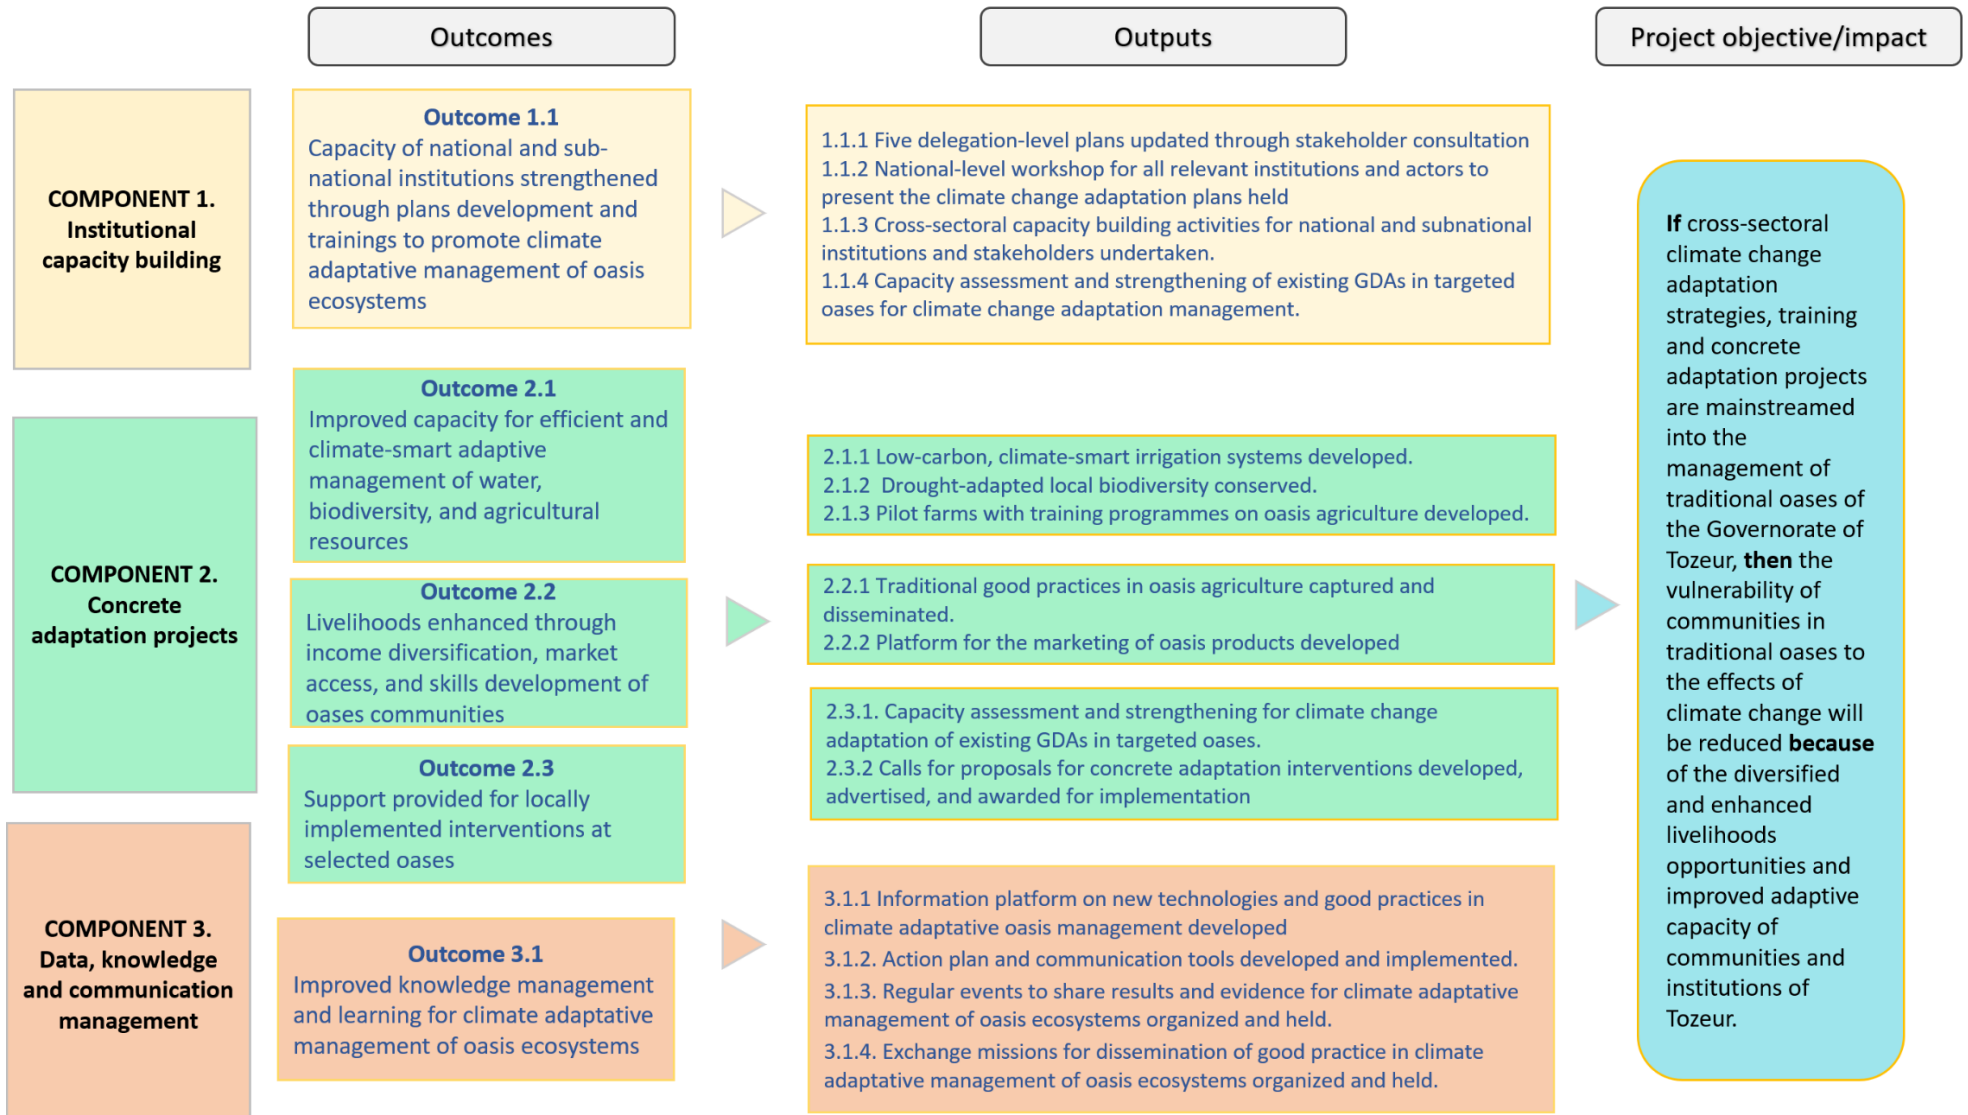 Outcomes
Outputs
Project objective/impact
COMPONENT 1.
Institutional
capacity building
Outcome 1.1
Capacity of national and sub-
national institutions strengthened
through plans development and
trainings to promote climate
adaptative management of oasis
ecosystems
1.1.1 Five delegation-level plans updated through stakeholder consultation
1.1.2 National-level workshop for all relevant institutions and actors to
present the climate change adaptation plans held
1.1.3 Cross-sectoral capacity building activities for national and subnational
institutions and stakeholders undertaken.
1.1.4 Capacity assessment and strengthening of existing GDAs in targeted
oases for climate change adaptation management.
COMPONENT 2.
Concrete
adaptation projects
Outcome 2.1
Improved capacity for efficient and
climate-smart adaptive
management of water,
biodiversity, and agricultural
resources
2.1.1 Low-carbon, climate-smart irrigation systems developed.
2.1.2 Drought-adapted local biodiversity conserved.
2.1.3 Pilot farms with training programmes on oasis agriculture developed.
Outcome 2.2
Livelihoods enhanced through
income diversification, market
access, and skills development of
oases communities
2.2.1 Traditional good practices in oasis agriculture captured and
disseminated.
2.2.2 Platform for the marketing of oasis products developed
Outcome 2.3
Support provided for locally
implemented interventions at
selected oases
2.3.1. Capacity assessment and strengthening for climate change
adaptation of existing GDAs in targeted oases.
2.3.2 Calls for proposals for concrete adaptation interventions developed,
advertised, and awarded for implementation
COMPONENT 3.
Data, knowledge
and communication
management
Outcome 3.1
Improved knowledge management
and learning for climate adaptative
management of oasis ecosystems
3.1.1 Information platform on new technologies and good practices in
climate adaptative oasis management developed
3.1.2. Action plan and communication tools developed and implemented.
3.1.3. Regular events to share results and evidence for climate adaptative
management of oasis ecosystems organized and held.
3.1.4. Exchange missions for dissemination of good practice in climate
adaptative management of oasis ecosystems organized and held.
If cross-sectoral
climate change
adaptation
strategies, training
and concrete
adaptation projects
are mainstreamed
into the
management of
traditional oases of
the Governorate of
Tozeur, then the
vulnerability of
communities in
traditional oases to
the effects of
climate change will
be reduced because
of the diversified
and enhanced
livelihoods
opportunities and
improved adaptive
capacity of
communities and
institutions of
Tozeur.